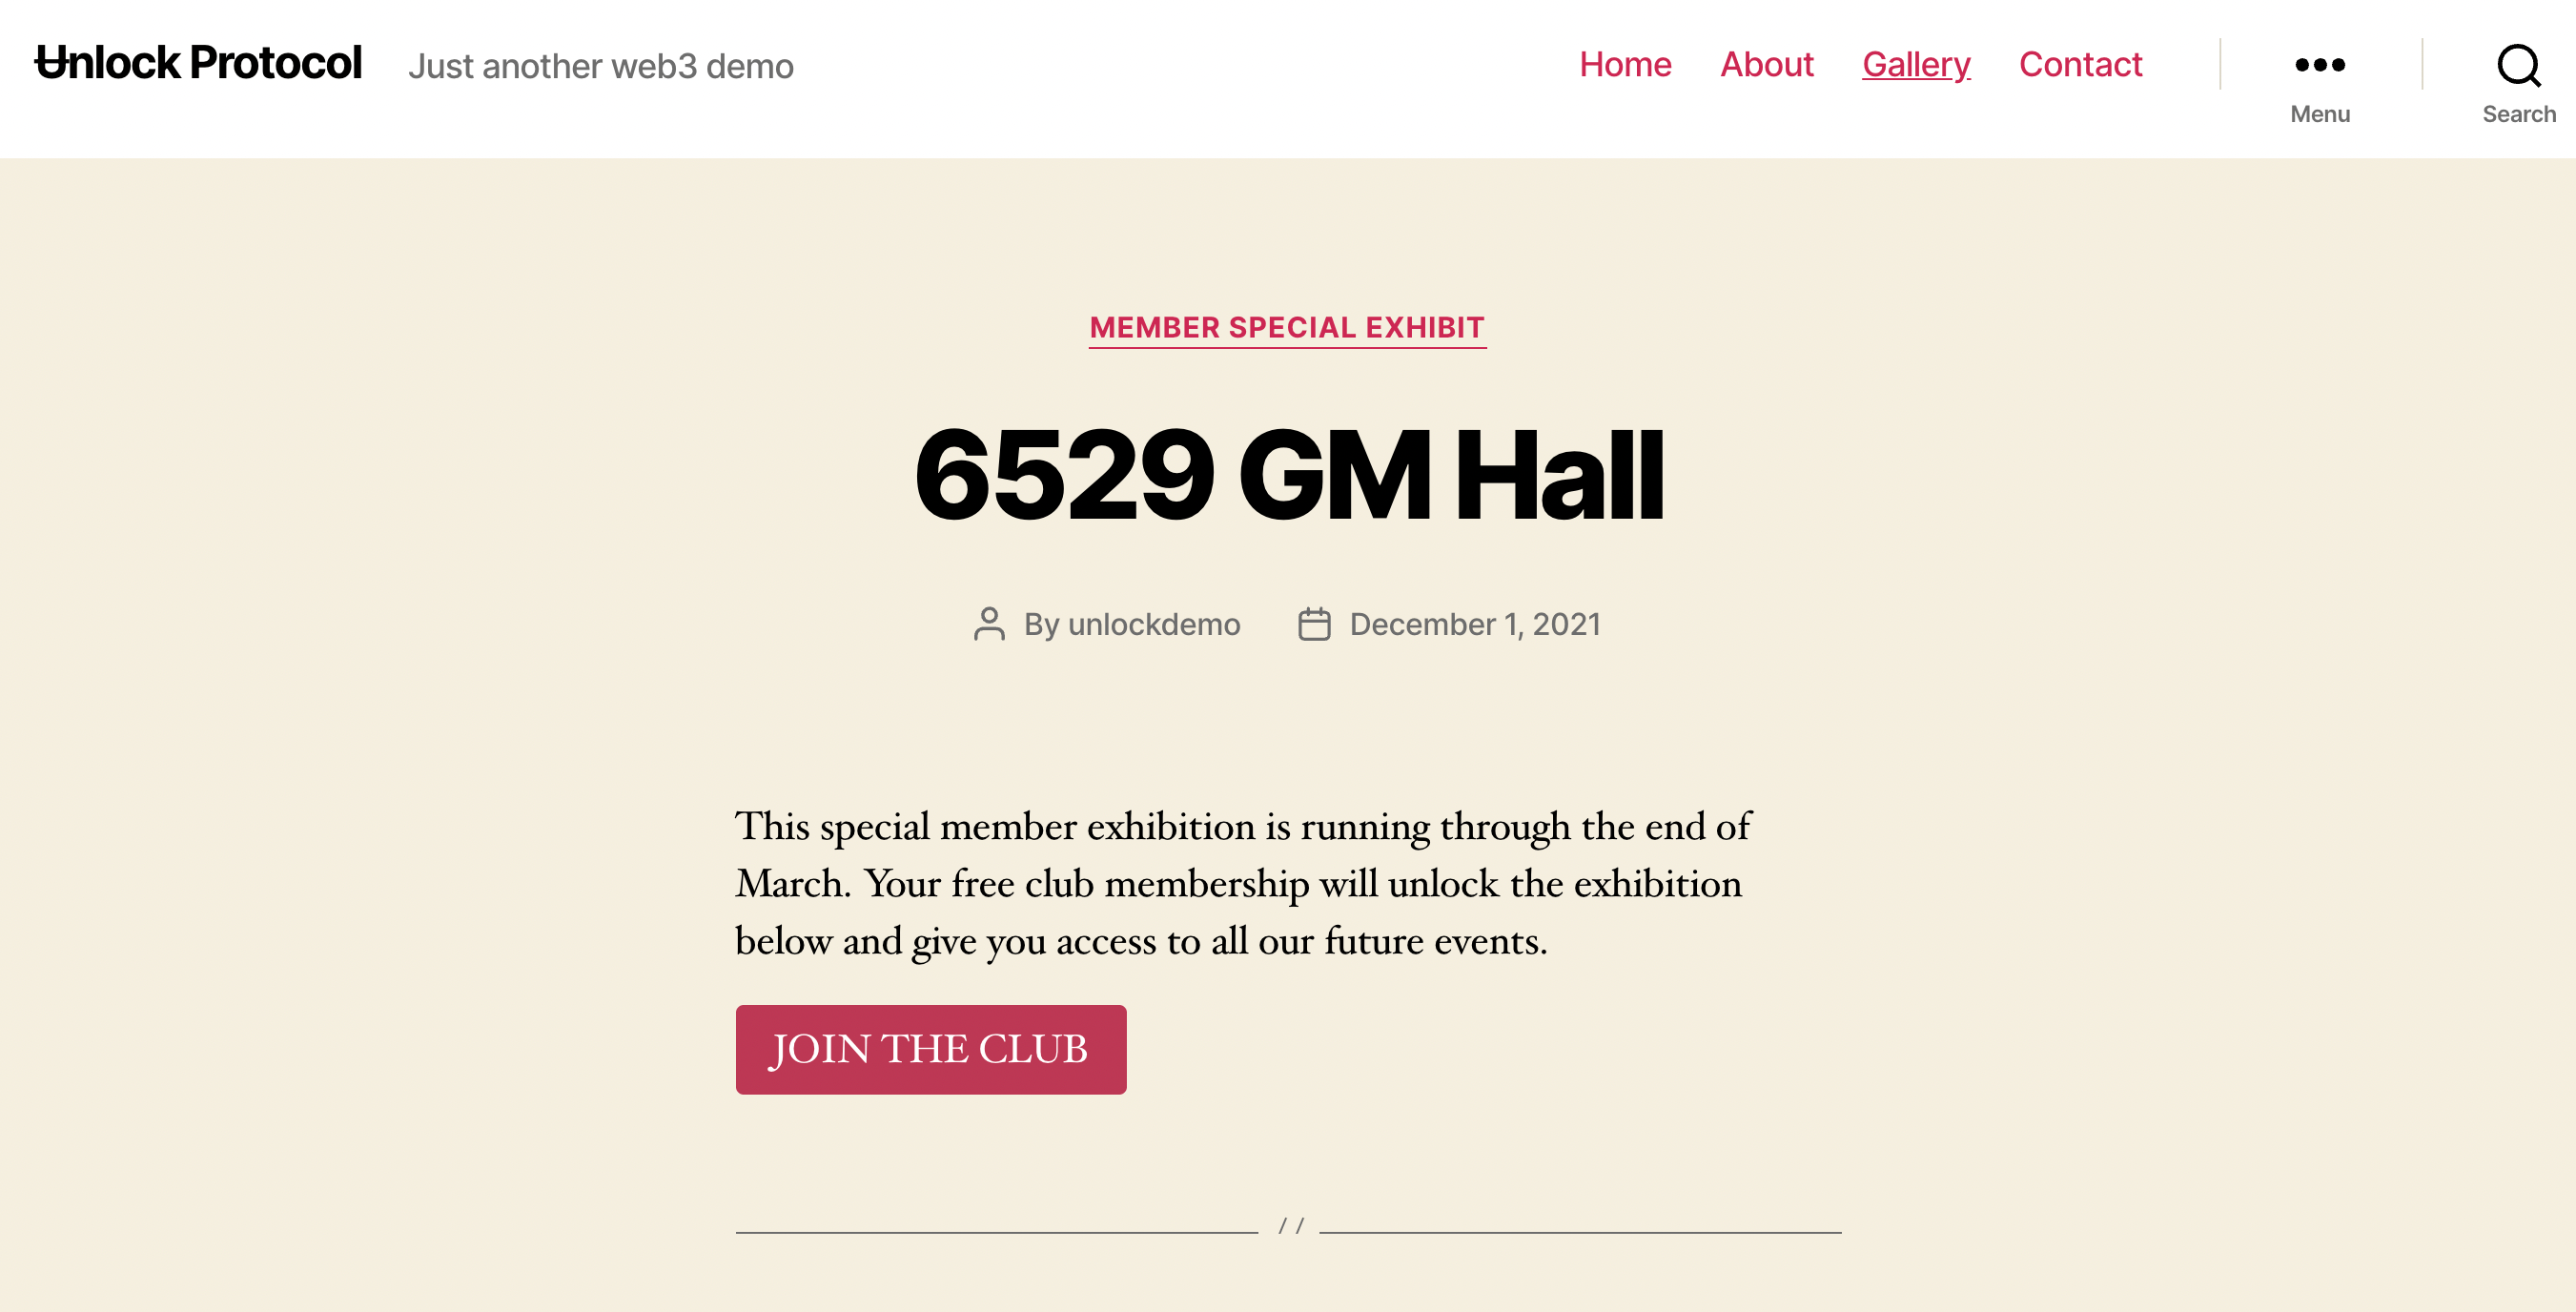 Unlock Protocol Just another web3 demo Home About Gallery Contact
Menu Search
MEMBER SPECIAL EXHIBIT
6529 GM Hall
By unlockdemo December 1, 2021
This special member exhibition is running through the end of
March. Your free club membership will unlock the exhibition
below and give you access to all our future events.
JOIN THE CLUB
//